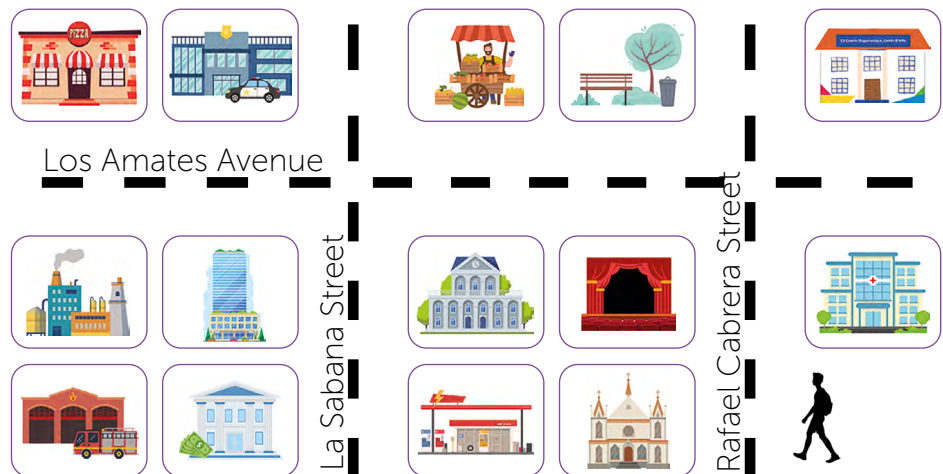 PIZZA
Los Amates Avenue
La Sabana Street
Rafael Cabrera Street